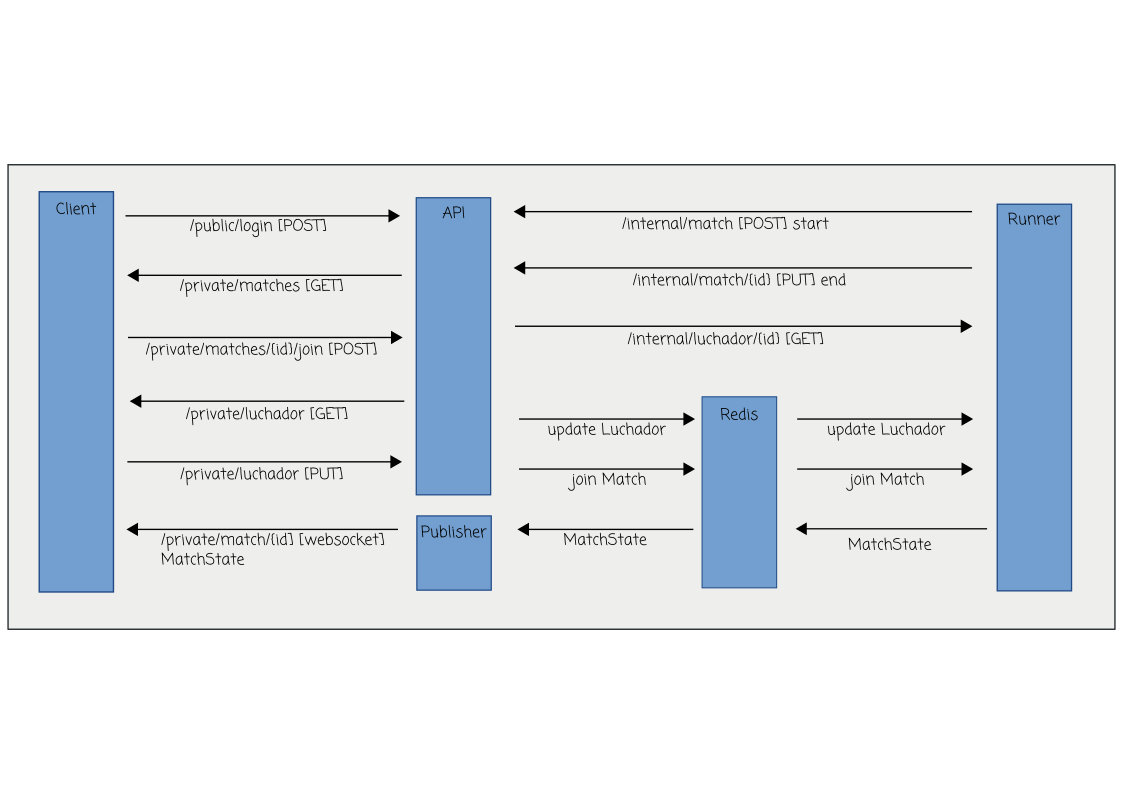 Client
API
Runner
/public/login [POST]
/internal/match [POST] start
/private/matches [GET]
/internal/match/{id} [PUT] end
/private/matches/{id}/join [POST]
/internal/luchador/{id} [GET]
/private/luchador [GET]
Redis
update Luchador
update Luchador
/private/luchador [PUT]
join Match
join Match
Publisher
/private/match/{id} [websocket]
MatchState
MatchState
MatchState